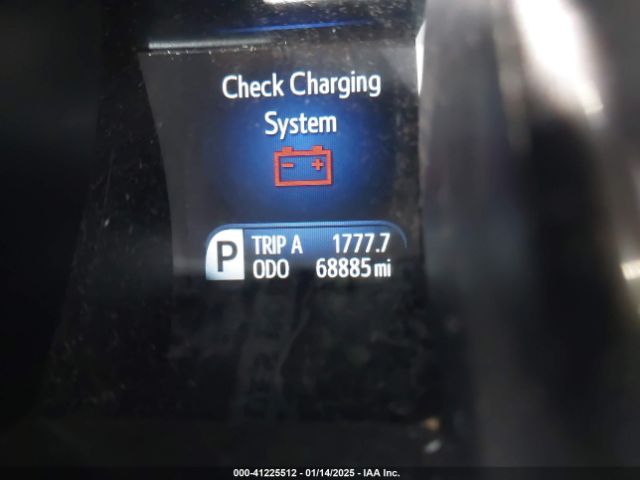 Check Charging
System
P
TRIP A 1777.7
ODO 68885 mi
000-41225512 - 01/14/2025 - IAA Inc.